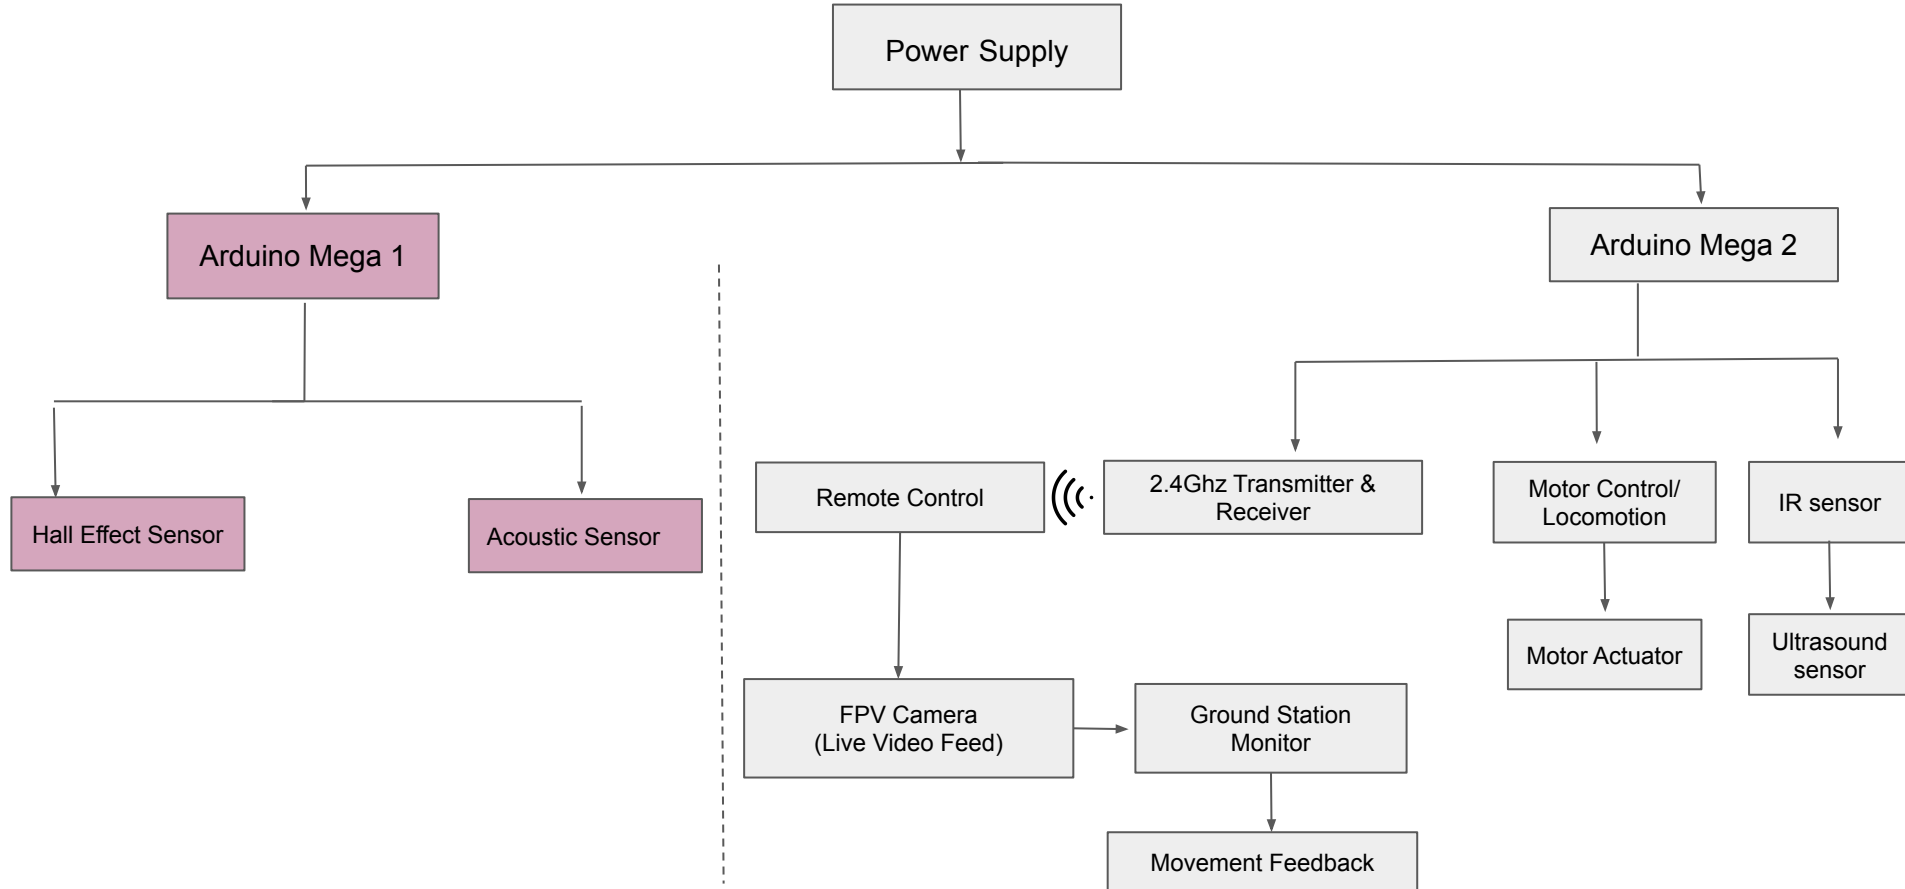 Power Supply
Arduino Mega 1
Arduino Mega 2
Hall Effect Sensor
Acoustic Sensor
Remote Control
2.4Ghz Transmitter &
Receiver
Motor Control/
Locomotion
IR sensor
Motor Actuator
Ultrasound
sensor
FPV Camera
(Live Video Feed)
Ground Station
Monitor
Movement Feedback